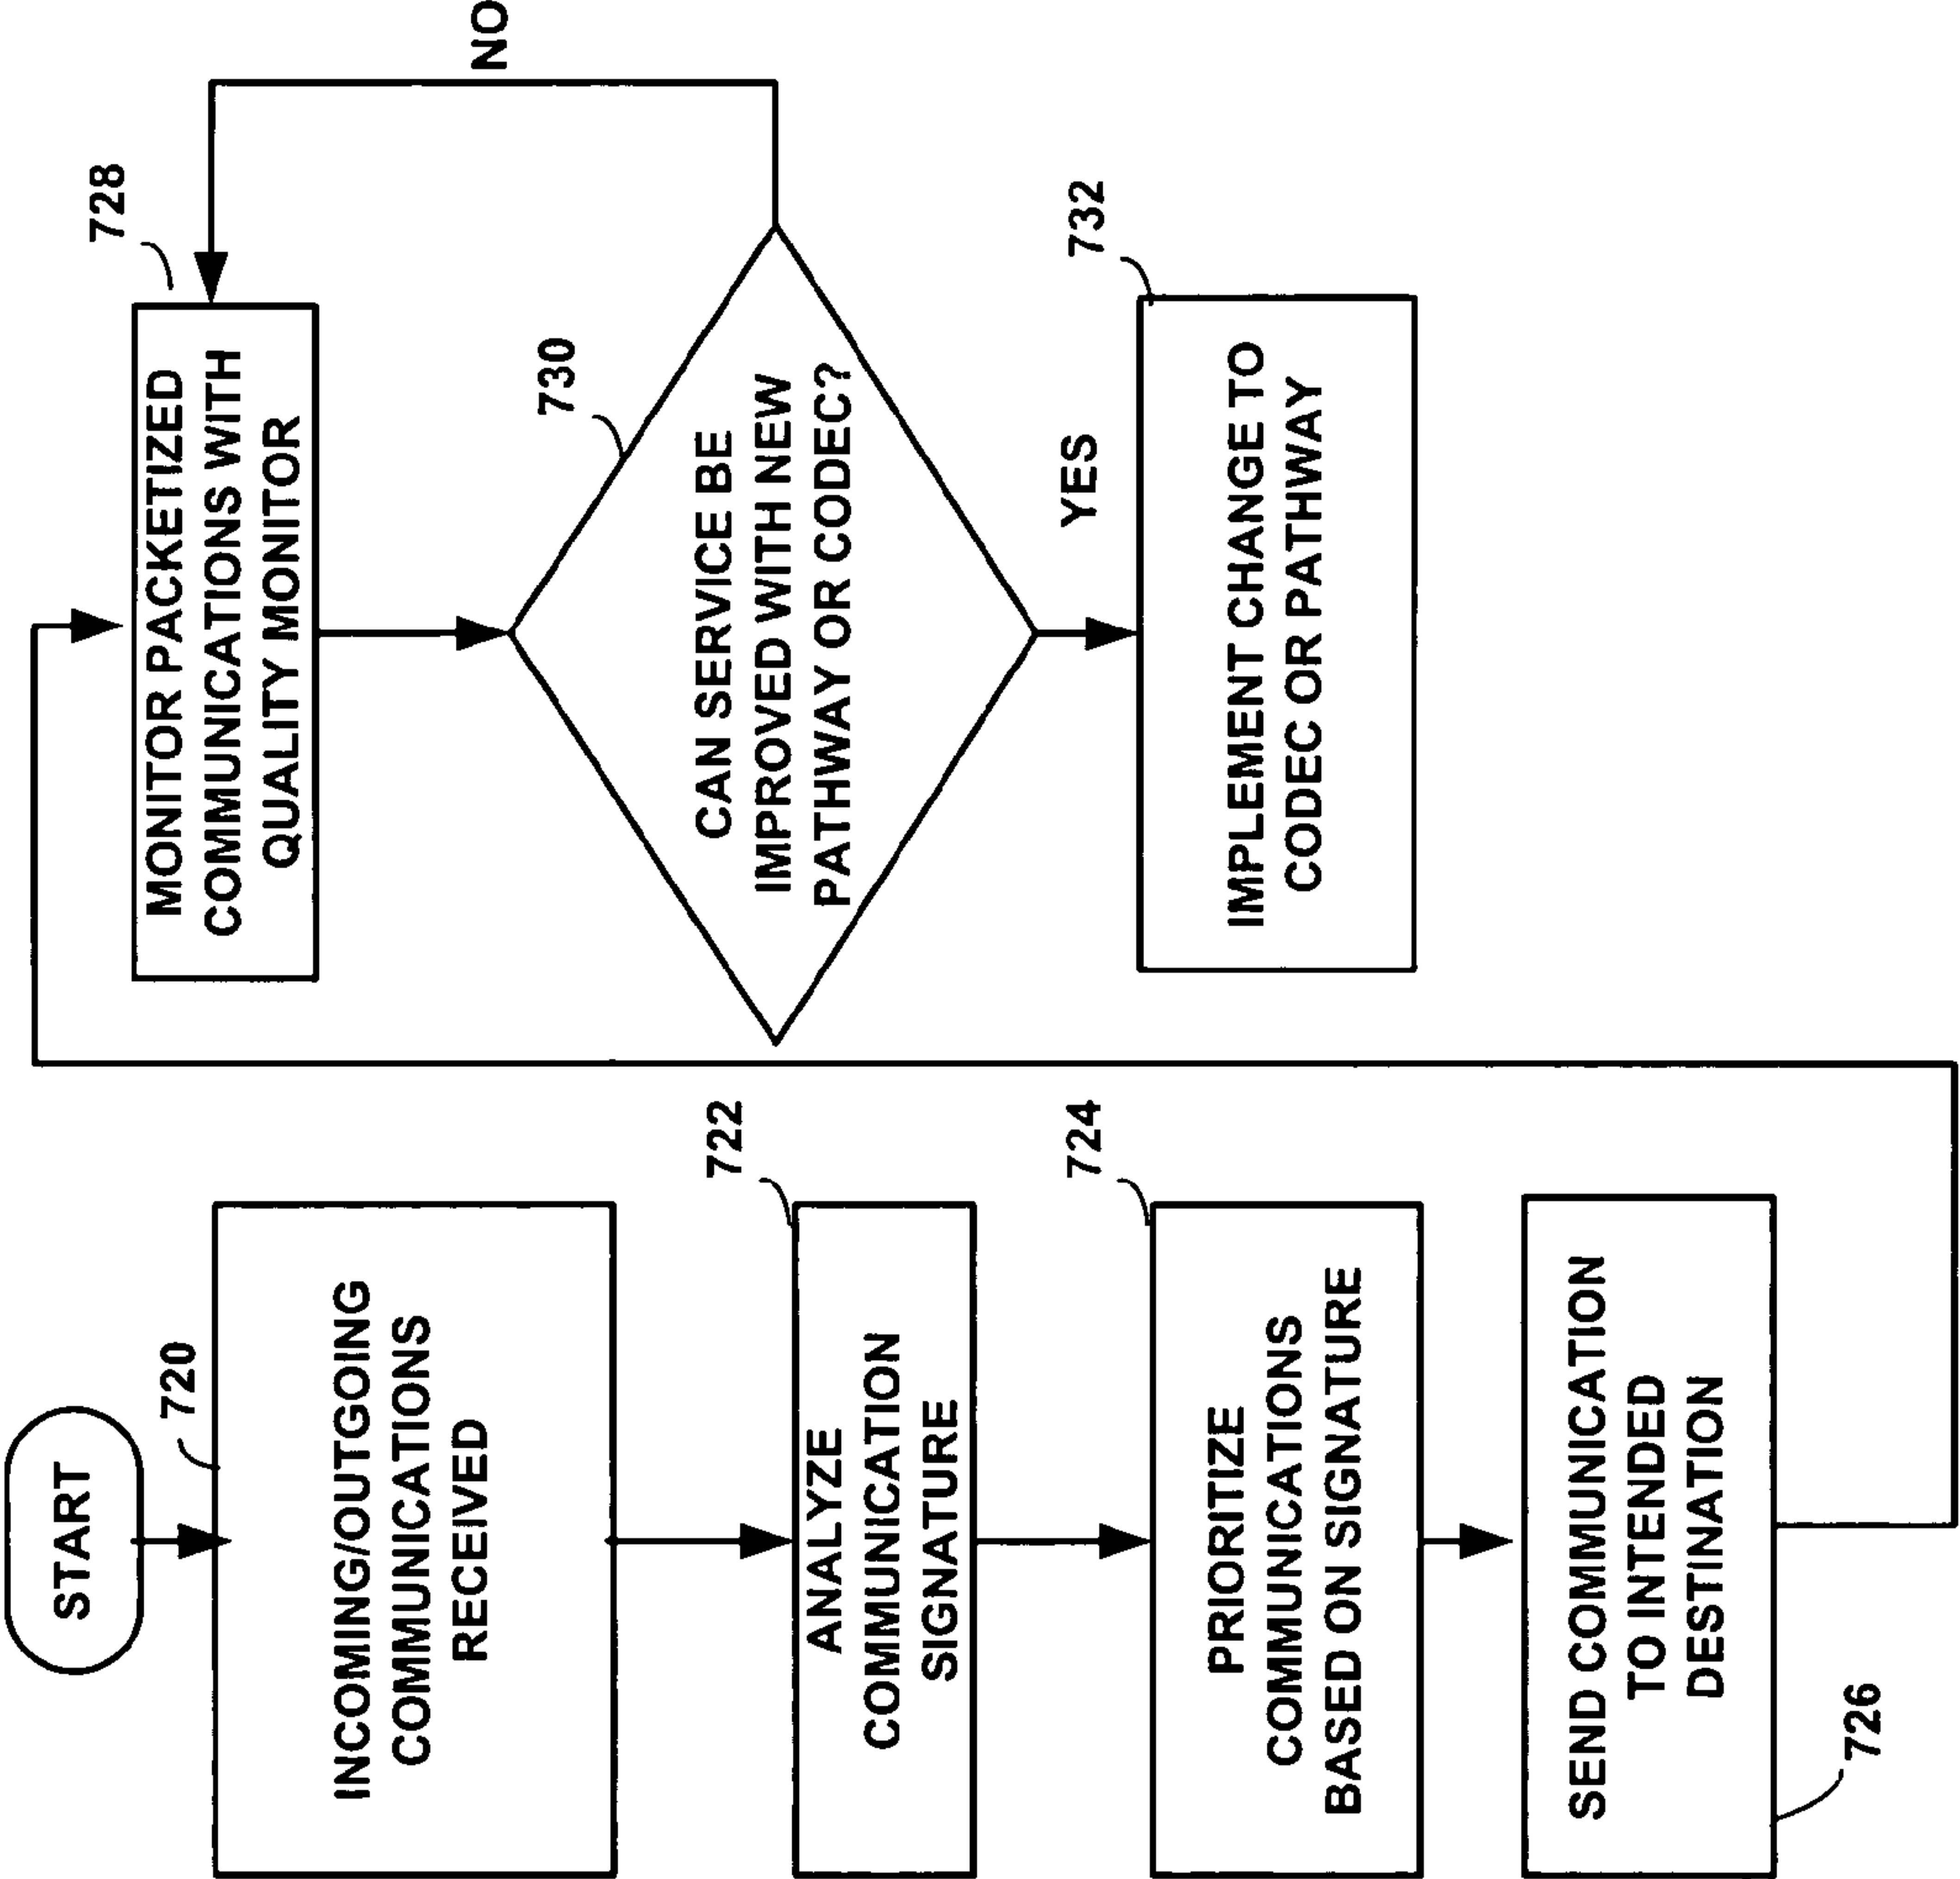 START
720
INCOMING/OUTGOING
COMMUNICATIONS
RECEIVED
722
ANALYZE
COMMUNICATION
SIGNATURE
724
PRIORITIZE
COMMUNICATIONS
BASED ON SIGNATURE
SEND COMMUNICATION
TO INTENDED
DESTINATION
726
728
MONITOR PACKETIZED
COMMUNICATIONS WITH
QUALITY MONITOR
NO
730
CAN SERVICE BE
IMPROVED WITH NEW
PATHWAY OR CODEC?
YES
732
IMPLEMENT CHANGE TO
CODEC OR PATHWAY